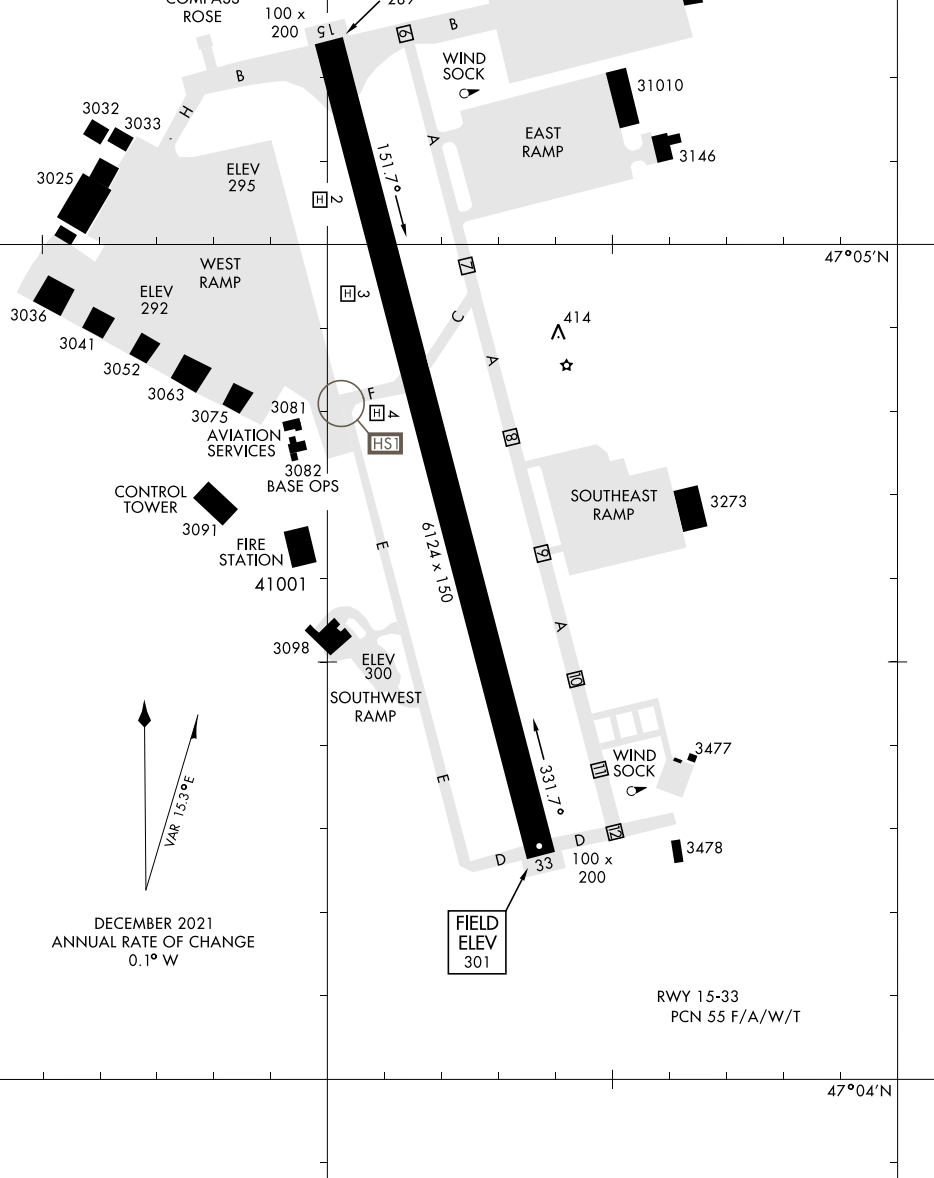 ROSE
100 x
200
15
B
6
B
WIND
SOCK
H
31010
3032
3033
A
EAST
RAMP
3146
3025
ELEV
295
151.7°
H 2
WEST
RAMP
7
47°05'N
ELEV
292
H 3
3036
3041
3052
3063
3075
C
414
A
F
3081
H 4
HS1
AVIATION
SERVICES
8
3082
BASE OPS
CONTROL
TOWER
3091
SOUTHEAST
RAMP
3273
6124 x 150
FIRE
STATION
E
9
41001
A
3098
ELEV
300
SOUTHWEST
RAMP
10
VAR 15.3°E
E
331.7°
11
WIND
SOCK
3477
D
33
D
12
100 x
200
3478
FIELD
ELEV
301
DECEMBER 2021
ANNUAL RATE OF CHANGE
0.1° W
RWY 15-33
PCN 55 F/A/W/T
47°04'N